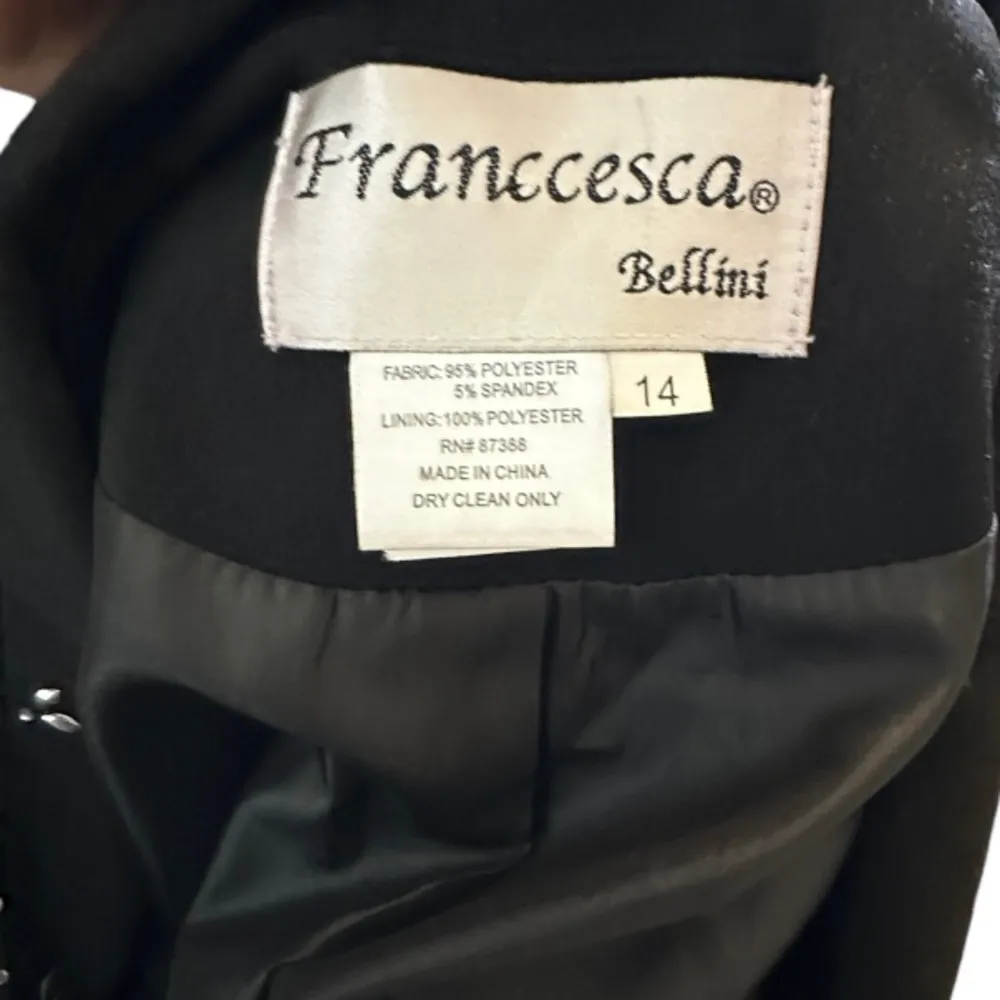 Franccesca®
Bellini
FABRIC: 95% POLYESTER
5% SPANDEX
LINING:100% POLYESTER
RN# 87388
MADE IN CHINA
DRY CLEAN ONLY
14